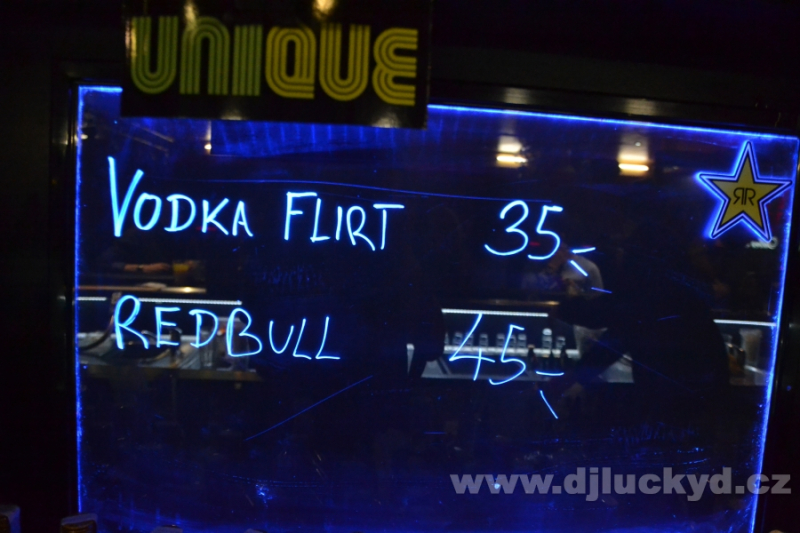 UNIQUE
VODKA FLIRT 35,-
REDBULL 45,-
www.djluckyd.cz